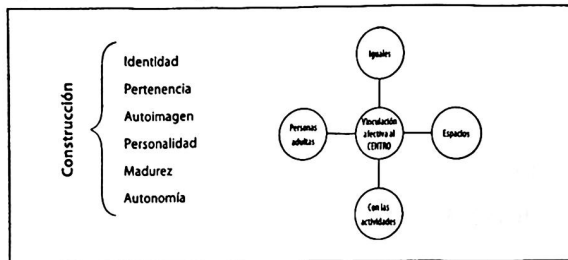 Construcción
Identidad
Pertenencia
Autoimagen
Personalidad
Madurez
Autonomía
Iguales
Personas
adultas
Vinculación
afectiva al
CENTRO
Espacios
Con las
actividades